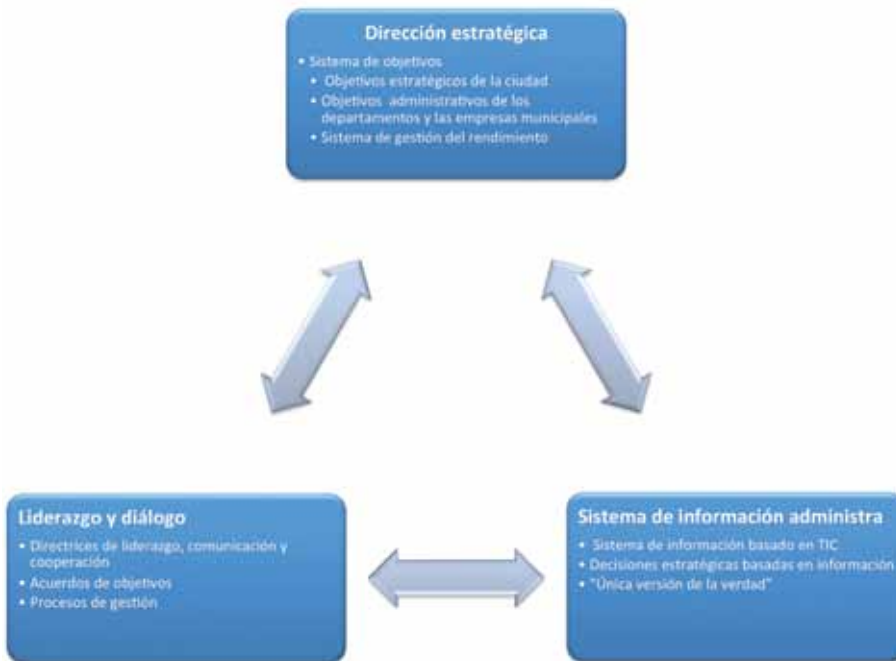 Dirección estratégica
• Sistema de objetivos
• Objetivos estratégicos de la ciudad
• Objetivos administrativos de los
departamentos y las empresas municipales
• Sistema de gestión del rendimiento
Liderazgo y diálogo
• Directrices de liderazgo, comunicación y
cooperación
• Acuerdos de objetivos
• Procesos de gestión
Sistema de información administra
• Sistema de información basado en TIC
• Decisiones estratégicas basadas en información
• "Única versión de la verdad"